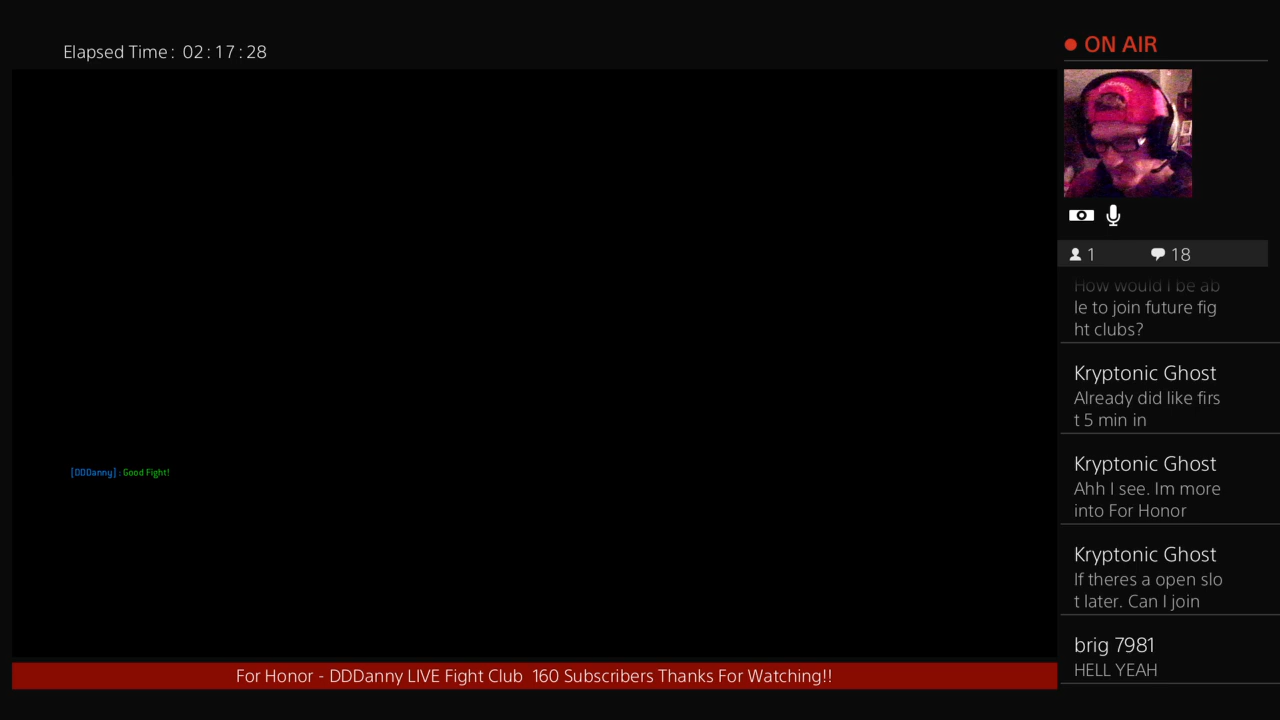 Elapsed Time: 02:17:28
ON AIR
1 18
How would I be ab
le to join future fig
ht clubs?
Kryptonic Ghost
Already did like firs
t 5 min in
Kryptonic Ghost
Ahh I see. Im more
into For Honor
[DDDanny] : Good Fight!
Kryptonic Ghost
If theres a open slo
t later. Can I join
brig 7981
HELL YEAH
For Honor - DDDanny LIVE Fight Club 160 Subscribers Thanks For Watching!!